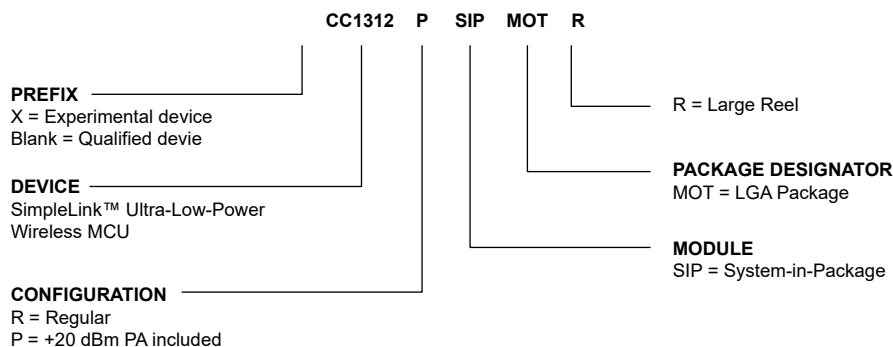 CC1312 P SIP MOT R
PREFIX
X = Experimental device
Blank = Qualified devie
DEVICE
SimpleLink™ Ultra-Low-Power
Wireless MCU
CONFIGURATION
R = Regular
P = +20 dBm PA included
R = Large Reel
PACKAGE DESIGNATOR
MOT = LGA Package
MODULE
SIP = System-in-Package